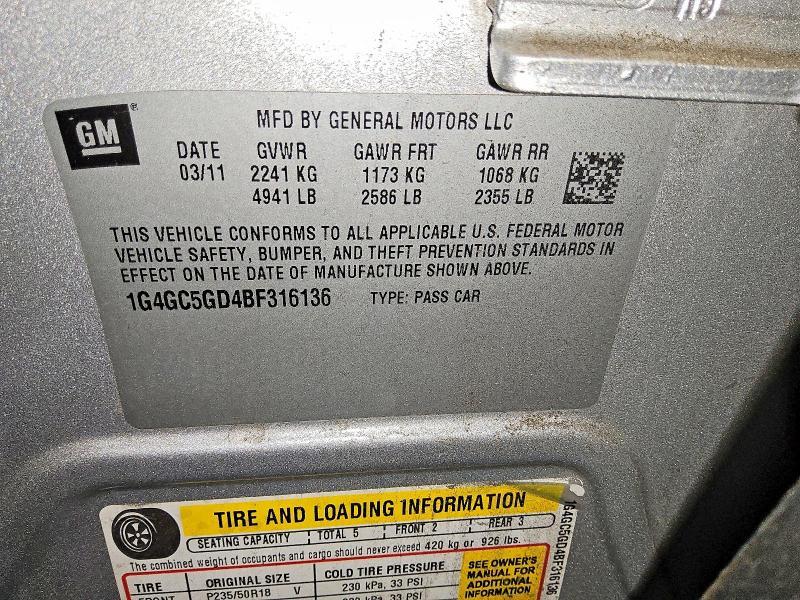 GM
MFD BY GENERAL MOTORS LLC
DATE GVWR GAWR FRT GAWR RR
03/11 2241 KG 1173 KG 1068 KG
4941 LB 2586 LB 2355 LB
THIS VEHICLE CONFORMS TO ALL APPLICABLE U.S. FEDERAL MOTOR
VEHICLE SAFETY, BUMPER, AND THEFT PREVENTION STANDARDS IN
EFFECT ON THE DATE OF MANUFACTURE SHOWN ABOVE.
1G4GC5GD4BF316136 TYPE: PASS CAR
TIRE AND LOADING INFORMATION
SEATING CAPACITY TOTAL 5 FRONT 2 REAR 3
The combined weight of occupants and cargo should never exceed 420 kg or 926 lbs.
TIRE ORIGINAL SIZE COLD TIRE PRESSURE
FRONT P235/50R18 V 230 kPa, 33 PSI
SEE OWNER'S
MANUAL FOR
ADDITIONAL
INFORMATION
1G4GC5GD4BF316136